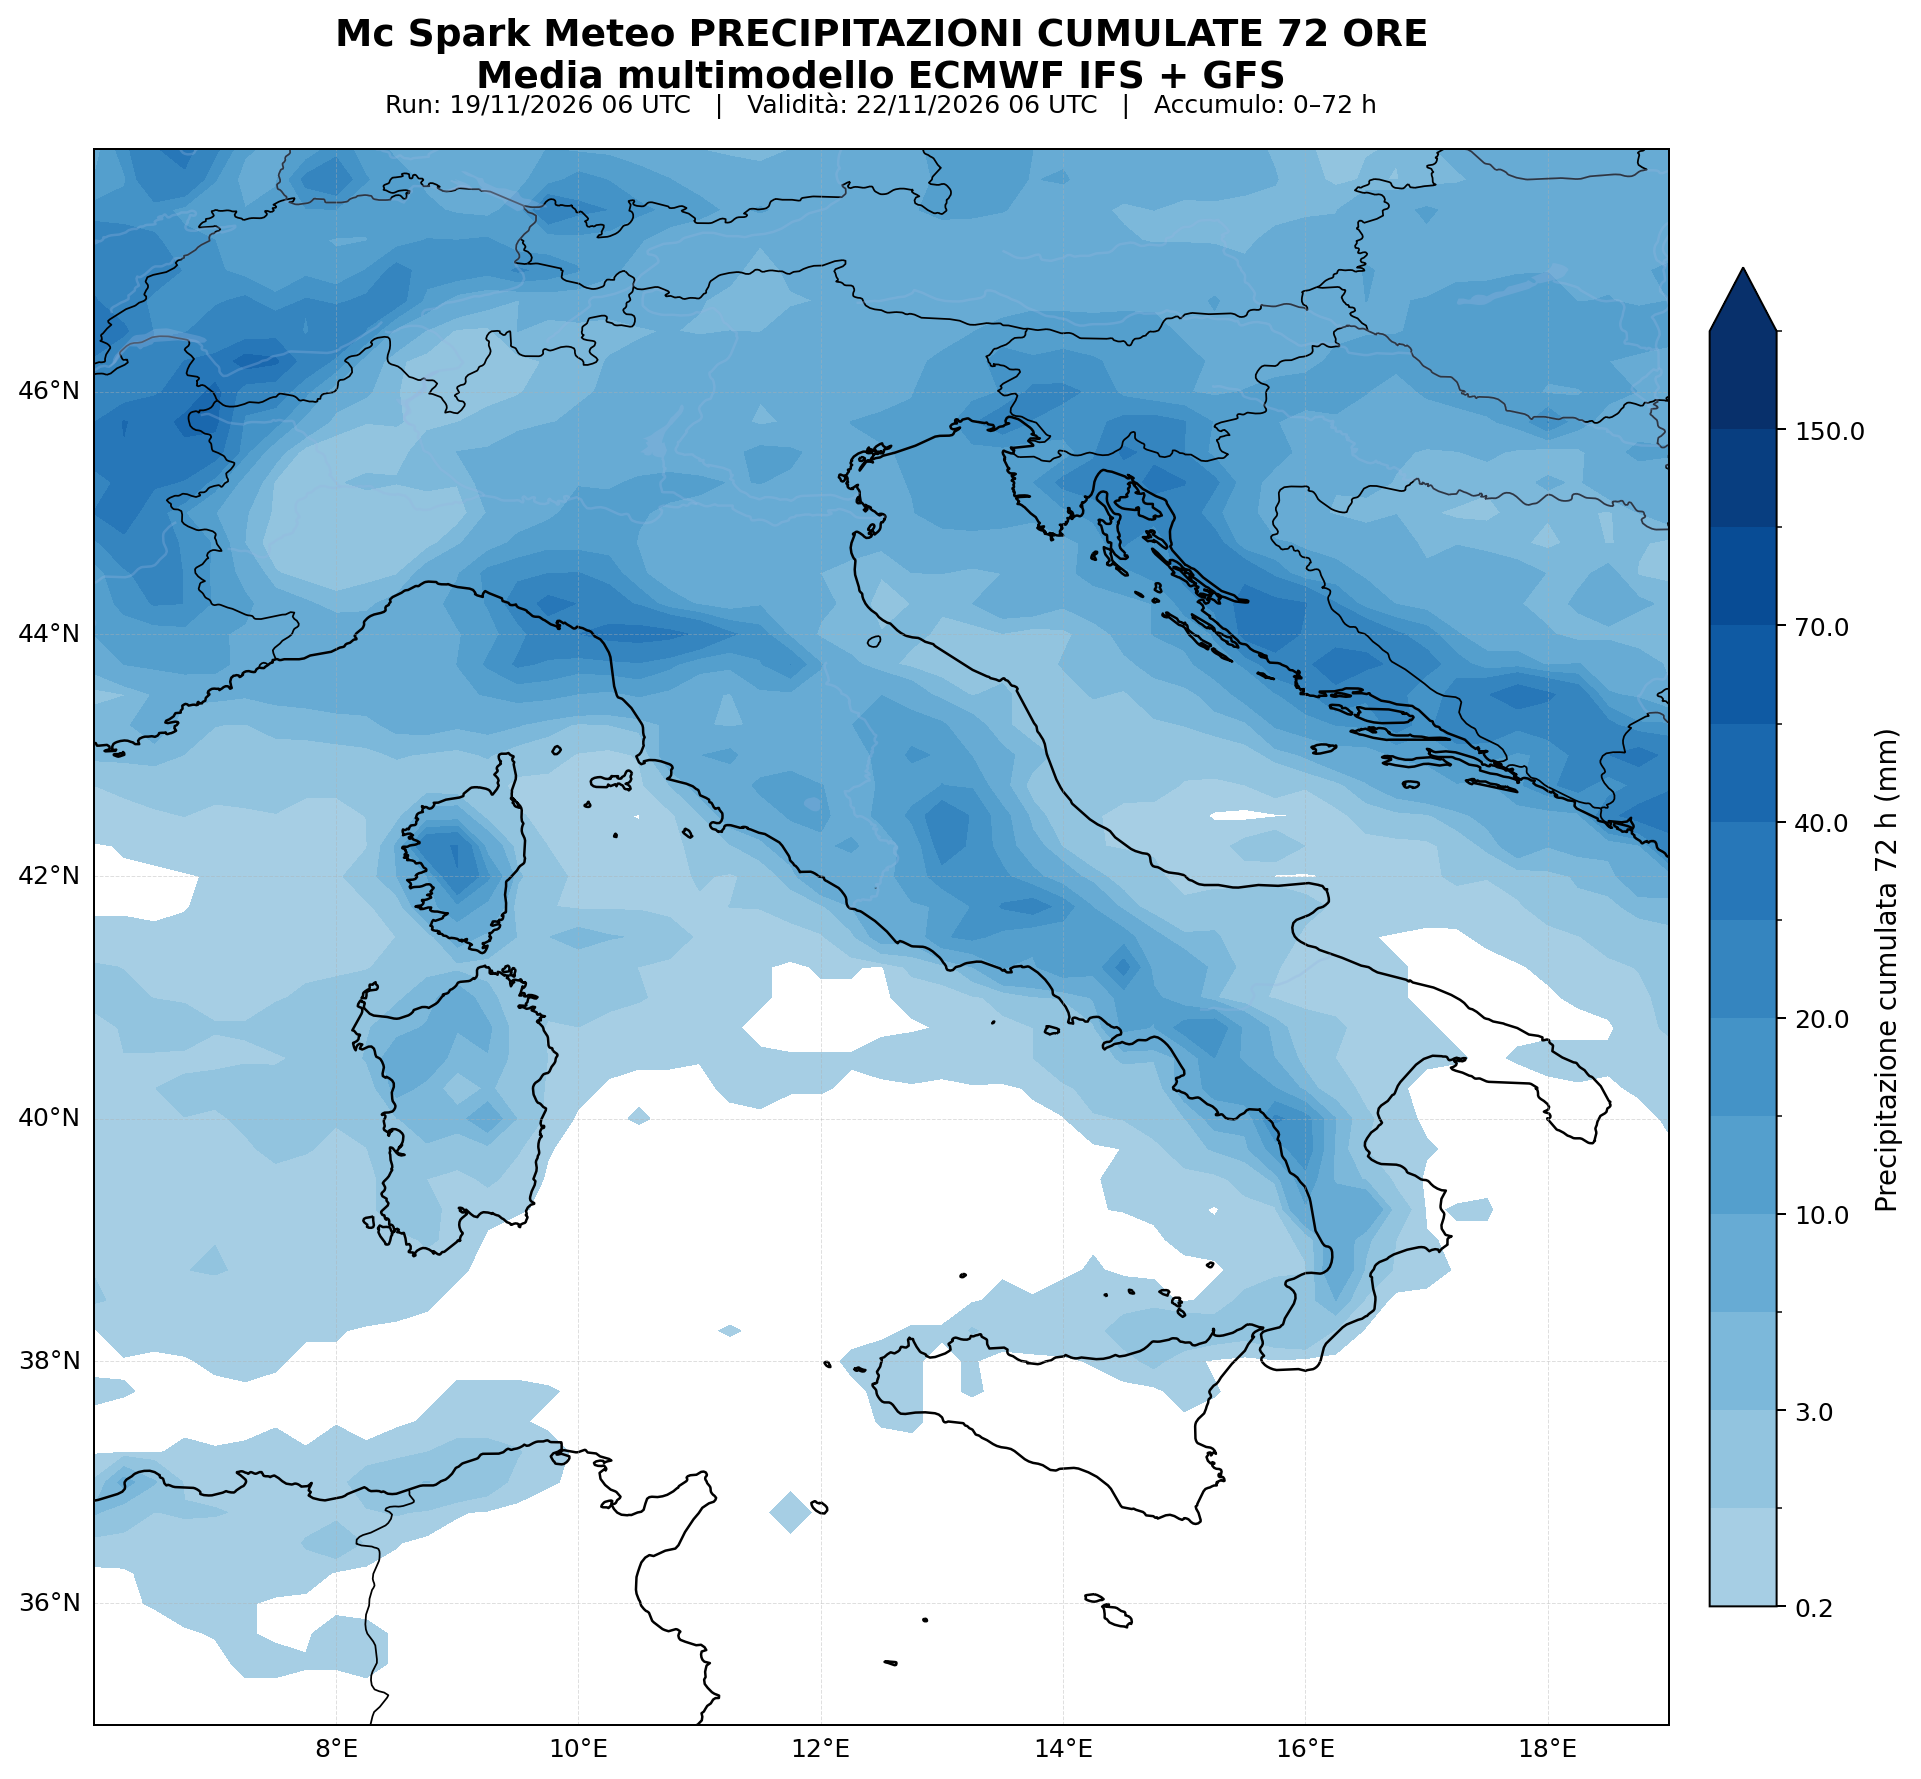 Mc Spark Meteo PRECIPITAZIONI CUMULATE 72 ORE
Media multimodello ECMWF IFS + GFS
Run: 19/11/2026 06 UTC | Validità: 22/11/2026 06 UTC | Accumulo: 0–72 h
46°N
44°N
42°N
40°N
38°N
36°N
8°E
10°E
12°E
14°E
16°E
18°E
150.0
70.0
40.0
20.0
10.0
3.0
0.2
Precipitazione cumulata 72 h (mm)